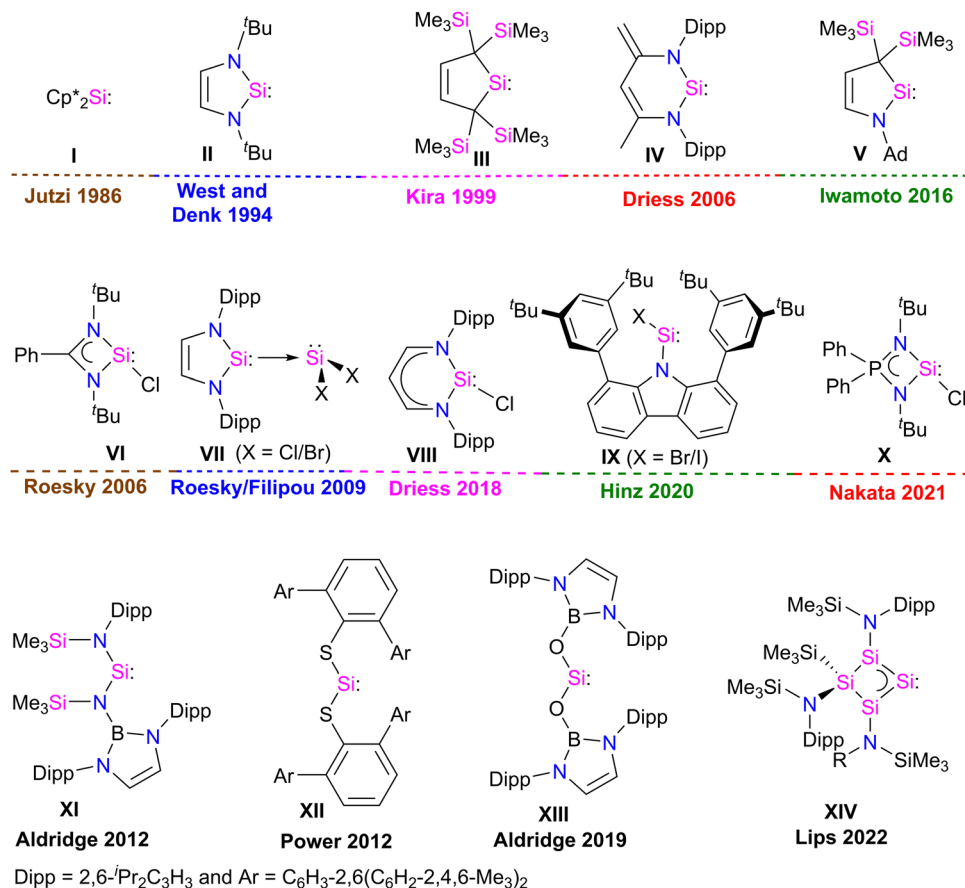 tBu
N
Si:
N
tBu
Cp*2Si:
Me3Si
SiMe3
Si:
Me3Si
SiMe3
Dipp
N
Si:
N
Dipp
Me3Si
SiMe3
Si:
N
Ad
I II III IV V
Jutzi 1986
West and
Denk 1994
Kira 1999
Driess 2006
Iwamoto 2016
tBu
N
Ph
Si:
Cl
N
tBu
Dipp
N
Si:
N
Dipp
Si
X
X
Dipp
N
Si:
Cl
N
Dipp
tBu
tBu
tBu
tBu
X
Si:
N
tBu
N
Ph
P
Ph
Si:
Cl
N
tBu
VI
VII (X = Cl/Br)
VIII
IX (X = Br/I)
X
Roesky 2006
Roesky/Filipou 2009
Driess 2018
Hinz 2020
Nakata 2021
Dipp
Me3Si N
Si:
Me3Si N
B
N
Dipp
N
Dipp
XI
Aldridge 2012
Ar
Ar
S
Si:
S
Ar
Ar
XII
Power 2012
Dipp
N
N
B
Dipp
O
Si:
O
B
Dipp
N
N
Dipp
XIII
Aldridge 2019
Me3Si
Dipp
N
Me3Si
Si
Me3Si
Si
Si:
N
Si
Dipp
R
N
SiMe3
XIV
Lips 2022
Dipp = 2,6-iPr2C3H3 and Ar = C6H3-2,6(C6H2-2,4,6-Me3)2